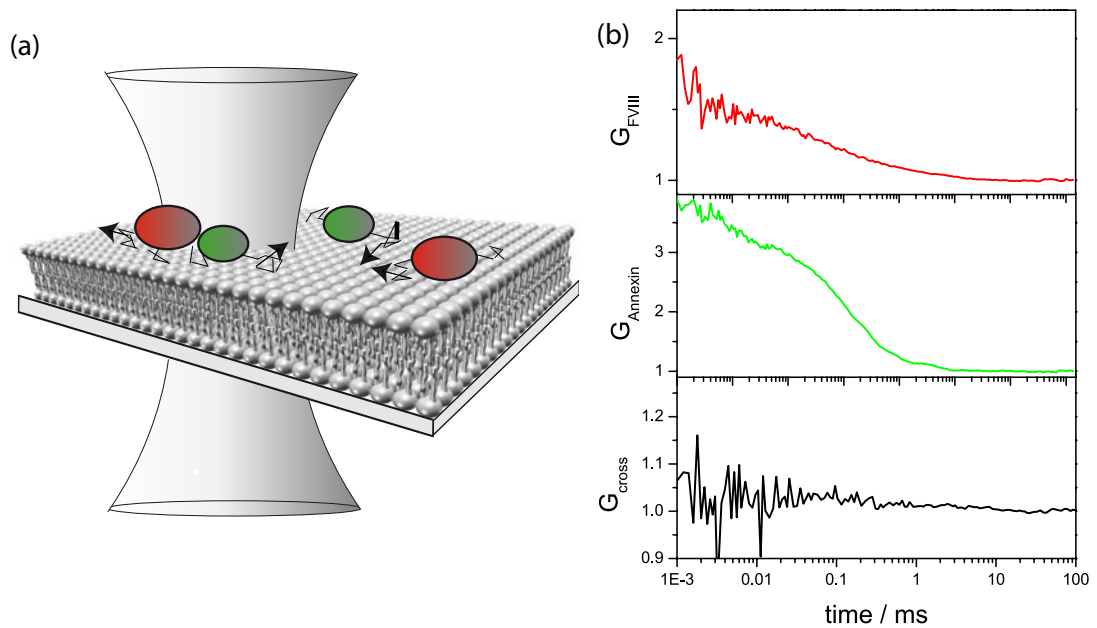 (a)
(b)
2
1
G_FVIII
3
2
1
G_Annexin
1.2
1.1
1.0
0.9
G_cross
1E-3 0.01 0.1 1 10 100
time / ms